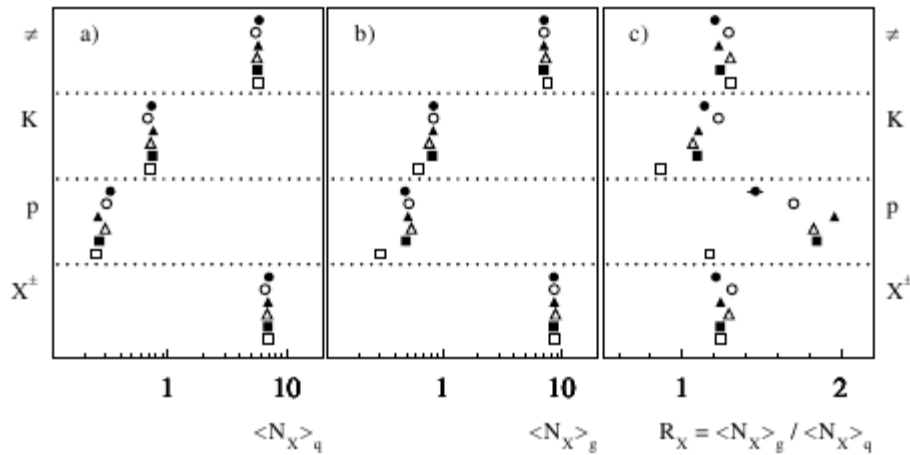 a) b) c)
≠ ≠
K K
p p
X± X±
1 10 1 10 1 2
<N_X>_q <N_X>_g R_X = <N_X>_g / <N_X>_q